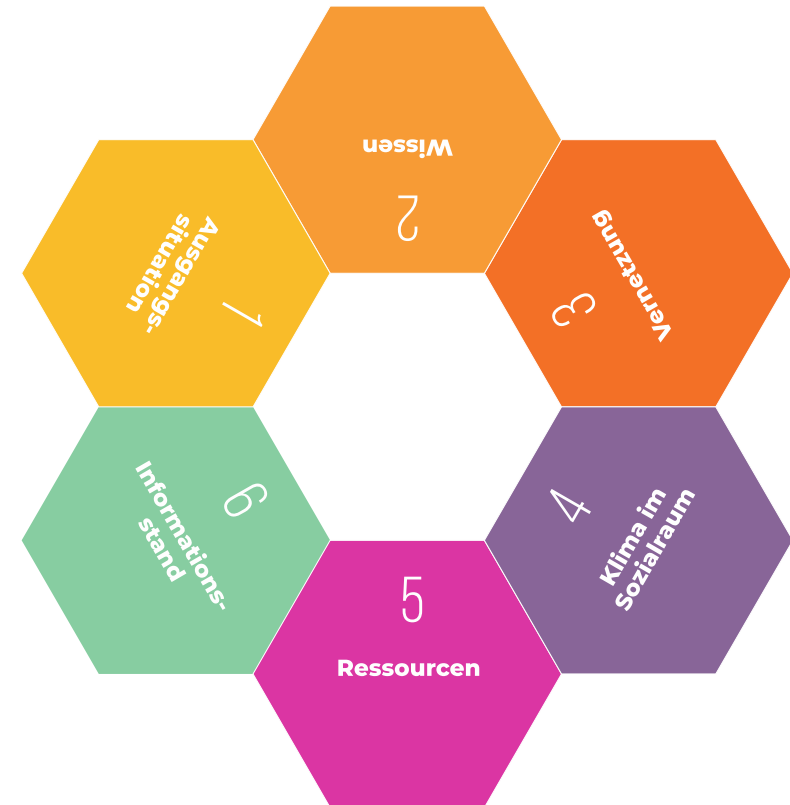 1
Ausgangs-
situation
2
Wissen
3
Vernetzung
4
Klima im
Sozialraum
5
Ressourcen
6
Informations-
stand